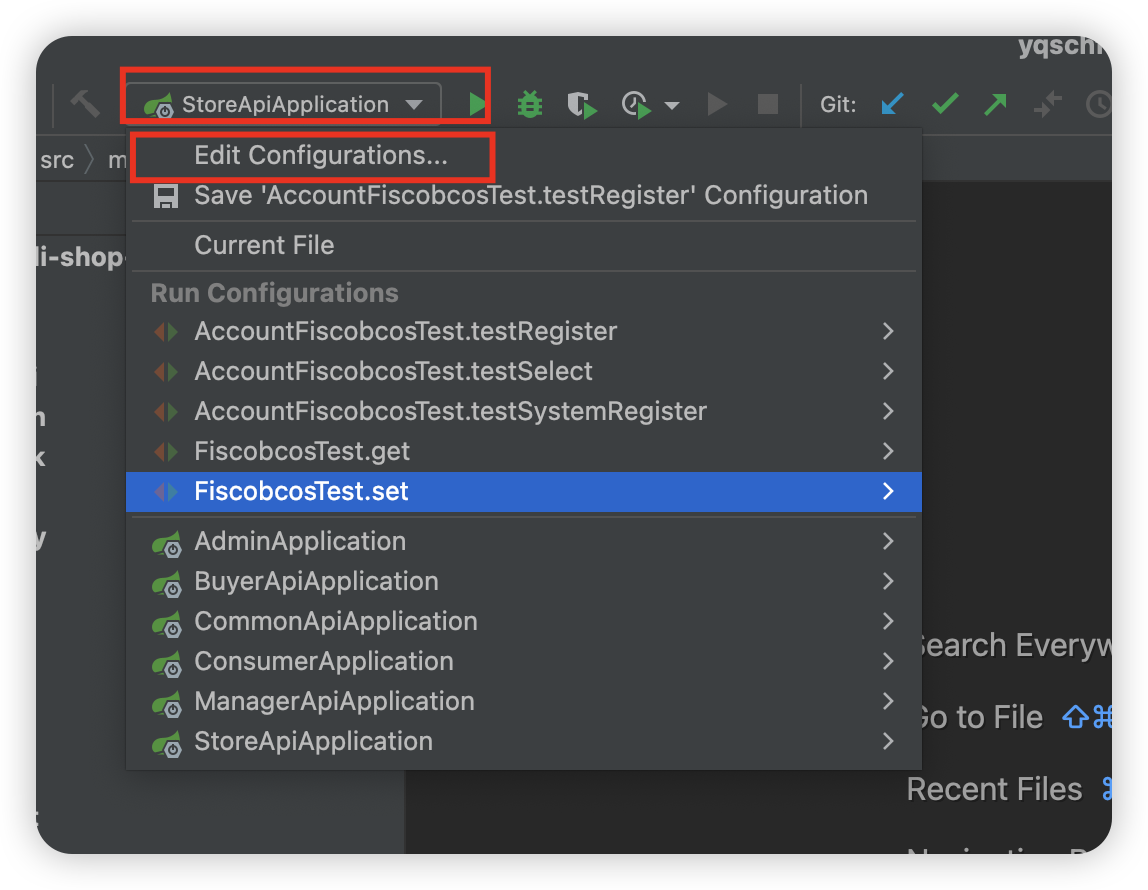 StoreApiApplication
Git:
Edit Configurations...
src
Save 'AccountFiscobcosTest.testRegister' Configuration
Current File
li-shop-
Run Configurations
AccountFiscobcosTest.testRegister
AccountFiscobcosTest.testSelect
AccountFiscobcosTest.testSystemRegister
FiscobcosTest.get
FiscobcosTest.set
AdminApplication
BuyerApiApplication
CommonApiApplication
ConsumerApplication
Search Everyw
ManagerApiApplication
Go to File ⇧⌘
StoreApiApplication
Recent Files ⌘